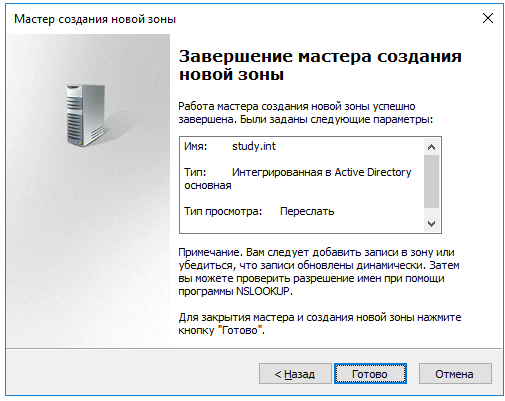 Мастер создания новой зоны
Завершение мастера создания
новой зоны
Работа мастера создания новой зоны успешно
завершена. Были заданы следующие параметры:
Имя: study.int
Тип: Интегрированная в Active Directory
основная
Тип просмотра: Переслать
Примечание. Вам следует добавить записи в зону или
убедиться, что записи обновлены динамически. Затем
вы можете проверить разрешение имен при помощи
программы NSLOOKUP.
Для закрытия мастера и создания новой зоны нажмите
кнопку "Готово".
< Назад Готово Отмена